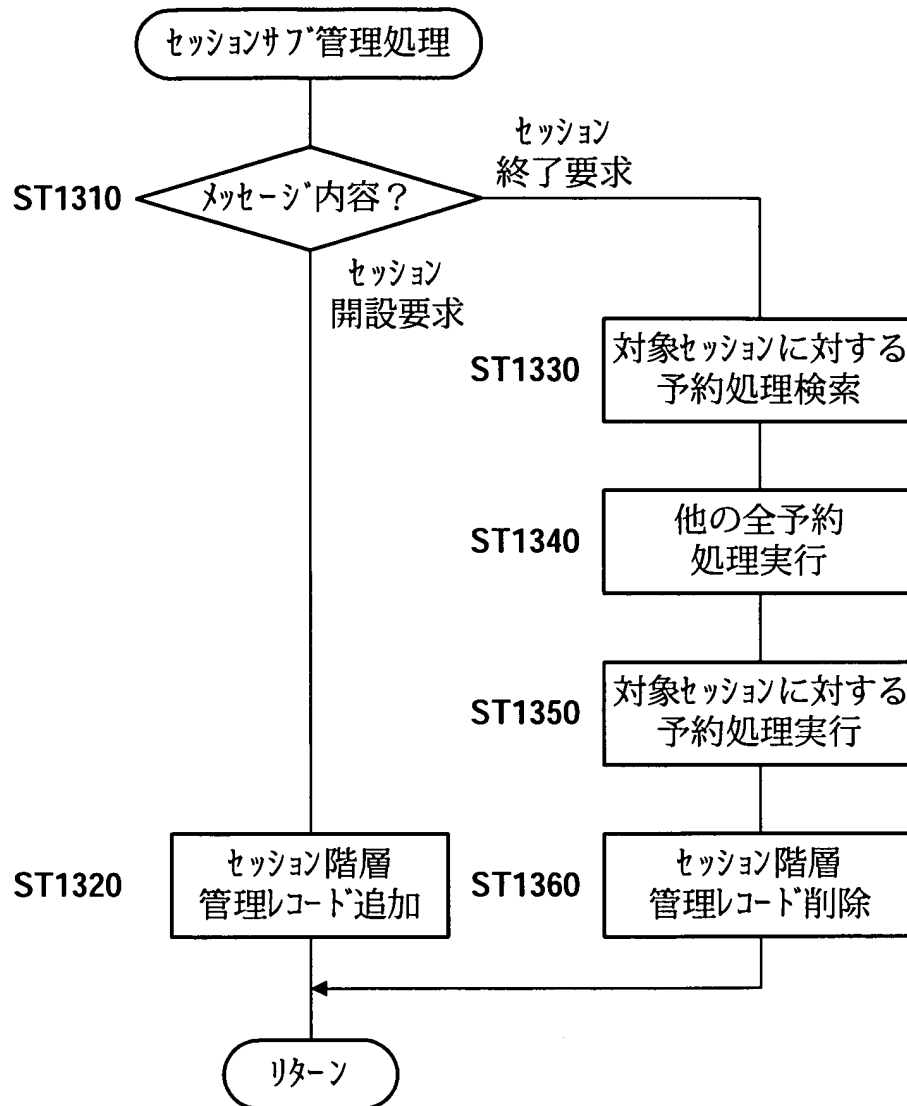 セッションサブ管理処理
ST1310
メッセージ内容？
セッション
終了要求
セッション
開設要求
ST1330
対象セッションに対する
予約処理検索
ST1340
他の全予約
処理実行
ST1350
対象セッションに対する
予約処理実行
ST1320
セッション階層
管理レコード追加
ST1360
セッション階層
管理レコード削除
リターン